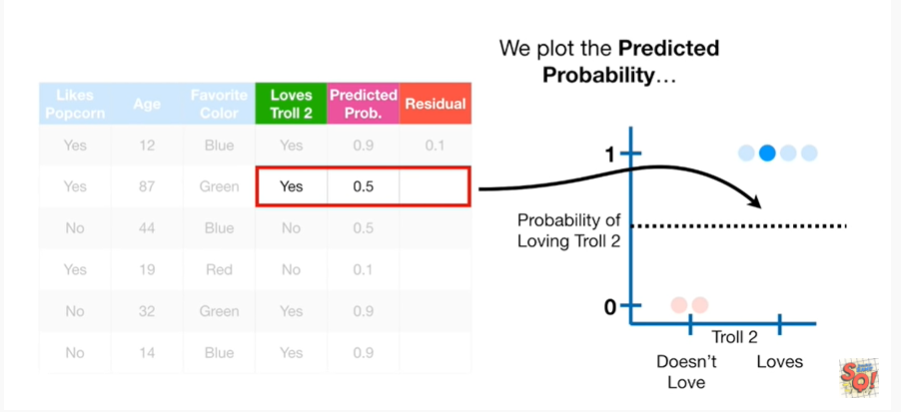 We plot the Predicted
Probability…
Likes Popcorn Age Favorite Color Loves Troll 2 Predicted Prob. Residual
Yes 12 Blue Yes 0.9 0.1
Yes 87 Green Yes 0.5
No 44 Blue No 0.5
Yes 19 Red No 0.1
No 32 Green Yes 0.9
No 14 Blue Yes 0.9
1
Probability of
Loving Troll 2
0
Troll 2
Doesn't Love
Loves
SO!